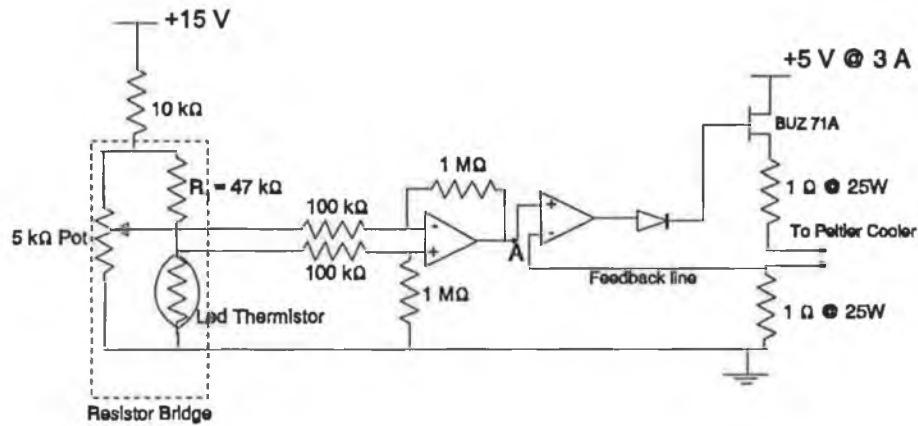 +15 V
+5 V @ 3 A
10 kΩ
BUZ 71A
1 MΩ
R = 47 kΩ
1 Ω @ 25W
100 kΩ
-
+
5 kΩ Pot
To Peltier Cooler
+
-
A
100 kΩ
Feedback line
1 MΩ
Led Thermistor
1 Ω @ 25W
Resistor Bridge